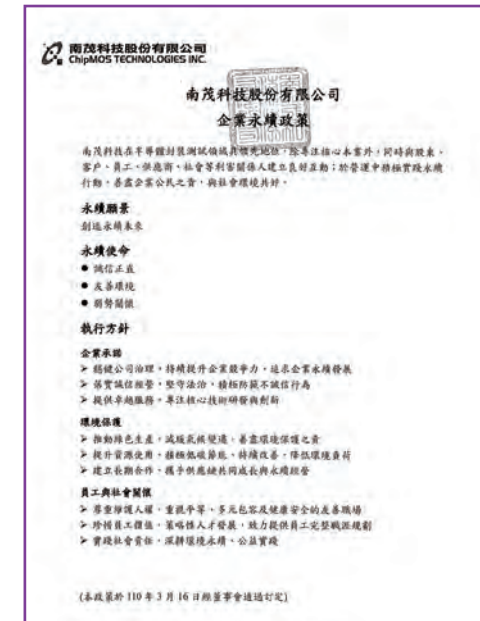 南茂科技股份有限公司
ChipMOS TECHNOLOGIES INC.
南茂科技股份有限公司
企業永續政策
南茂科技在半導體封裝測試領域具領先地位，除專注核心本業外，同時與股東、
客戶、員工、供應商、社會等利害關係人建立良好互動；於營運中積極實踐永續
行動，善盡企業公民之責，與社會環境共好。
永續願景
創造永續未來
永續使命
● 誠信正直
● 友善環境
● 弱勢關懷
執行方針
企業承諾
➢ 穩健公司治理，持續提升企業競爭力，追求企業永續發展
➢ 落實誠信經營，堅守法治，積極防範不誠信行為
➢ 提供卓越服務，專注核心技術研發與創新
環境保護
➢ 推動綠色生產，減緩氣候變遷，善盡環境保護之責
➢ 提升資源使用，積極低碳節能，持續改善，降低環境負荷
➢ 建立長期合作，攜手供應鏈共同成長與永續經營
員工與社會關懷
➢ 尊重維護人權，重視平等、多元包容及健康安全的友善職場
➢ 珍惜員工價值，策略性人才發展，致力提供員工完整職涯規劃
➢ 實踐社會責任，深耕環境永續、公益實踐
(本政策於 110 年 3 月 16 日經董事會通過訂定)